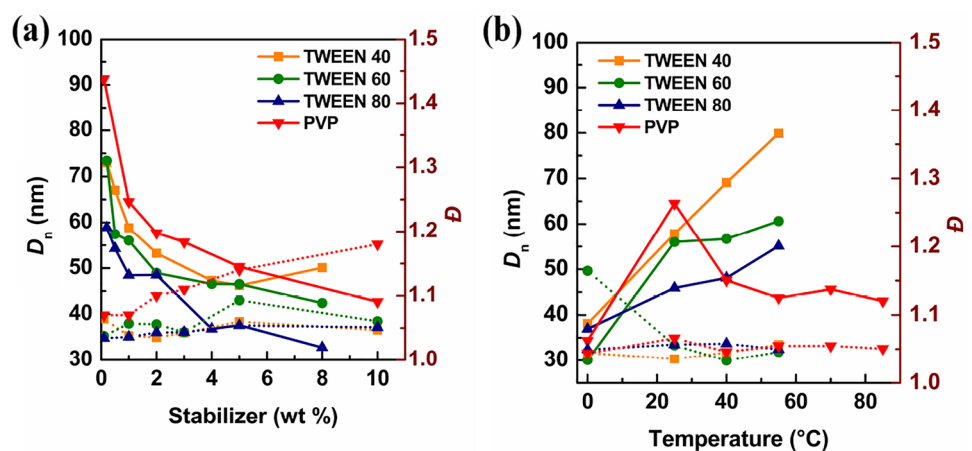 (a)
100
90
80
70
60
50
40
30
Dn (nm)
TWEEN 40
TWEEN 60
TWEEN 80
PVP
1.5
1.4
1.3
1.2
1.1
1.0
Đ
0 2 4 6 8 10
Stabilizer (wt %)
(b)
100
90
80
70
60
50
40
30
Dn (nm)
TWEEN 40
TWEEN 60
TWEEN 80
PVP
1.5
1.4
1.3
1.2
1.1
1.0
Đ
0 20 40 60 80
Temperature (°C)